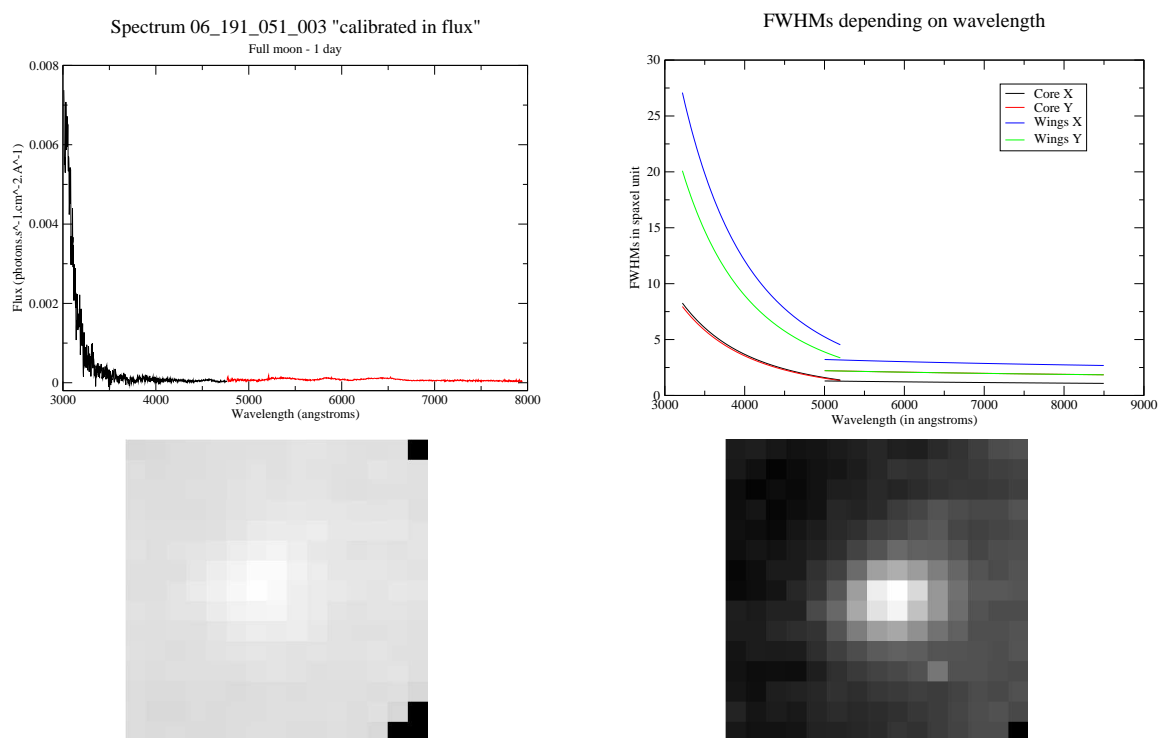 Spectrum 06_191_051_003 "calibrated in flux"
Full moon - 1 day
0.008
0.006
0.004
0.002
0
Flux (photons.s^-1.cm^-2.A^-1)
3000 4000 5000 6000 7000 8000
Wavelength (angstroms)
FWHMs depending on wavelength
30
25
20
15
10
5
0
FWHMs in spaxel unit
Core X
Core Y
Wings X
Wings Y
3000 4000 5000 6000 7000 8000 9000
Wavelength (in angstroms)